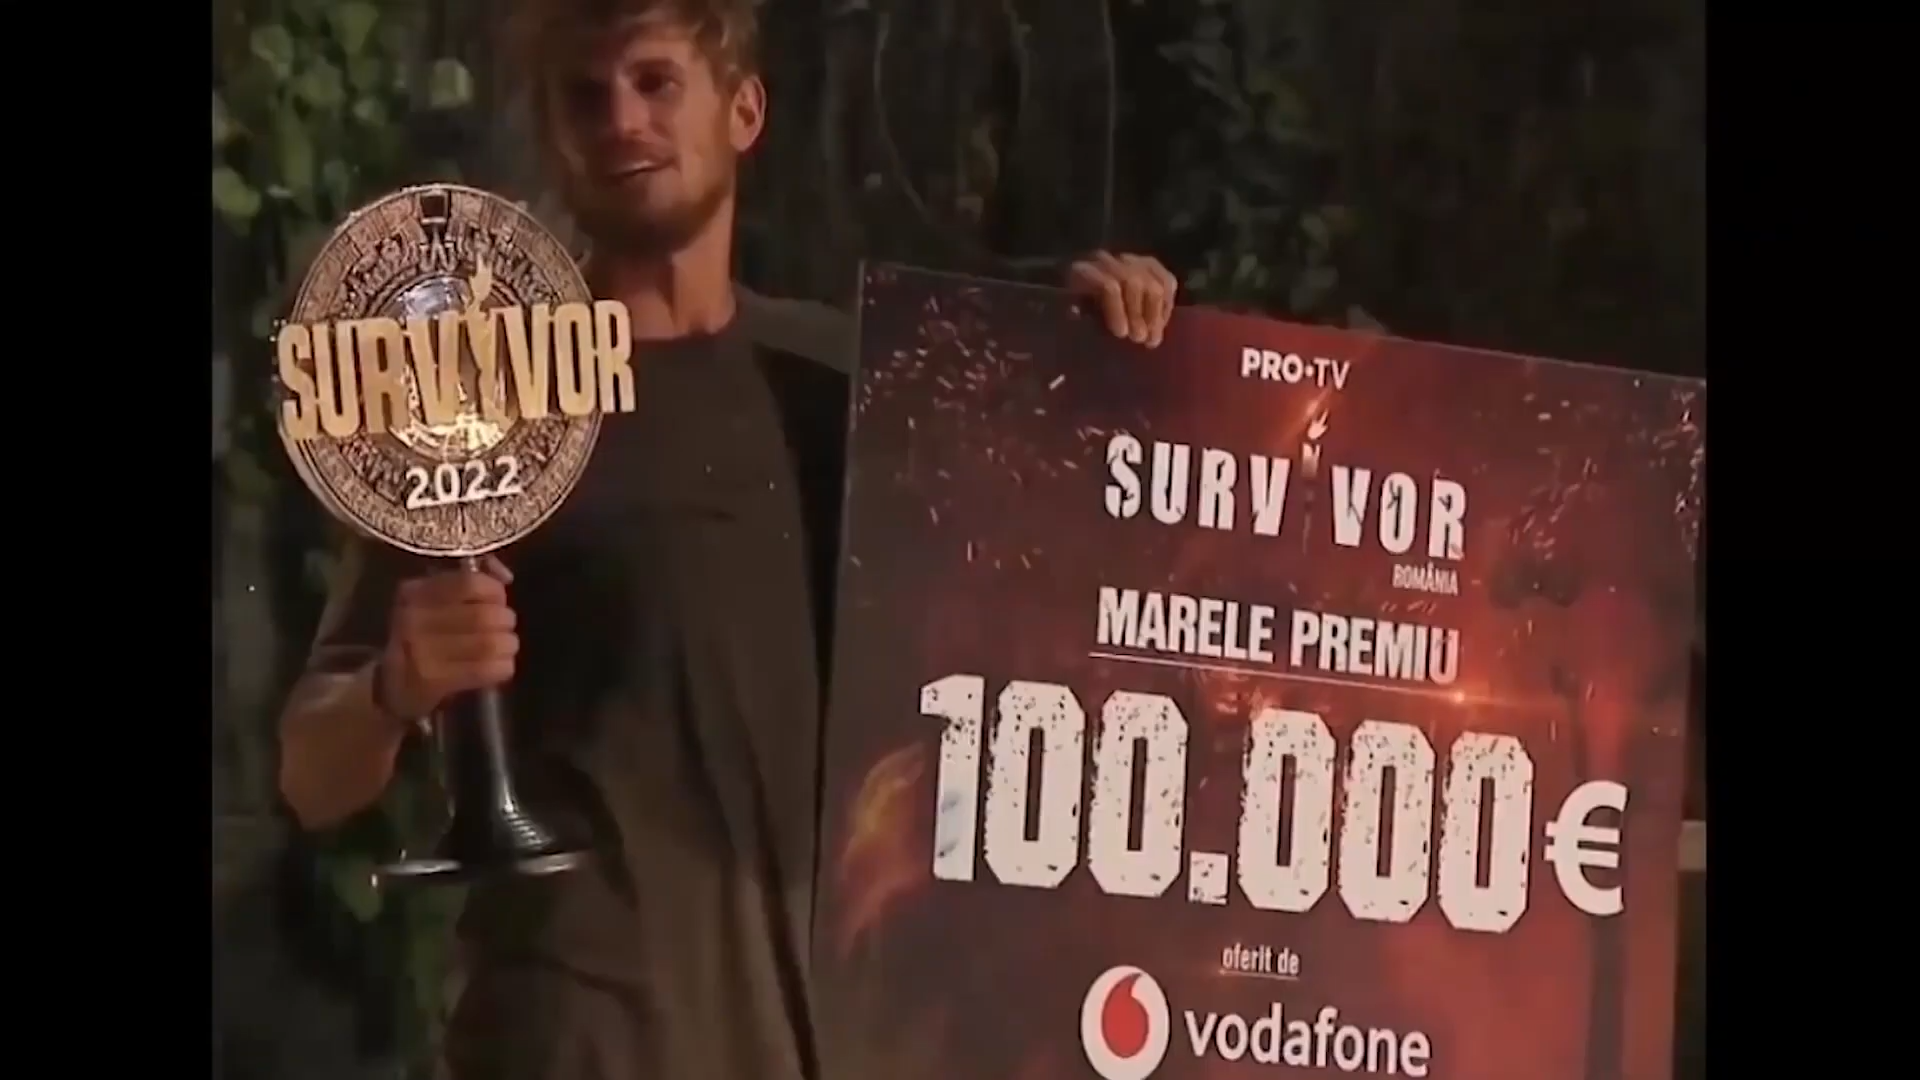 SURVIVOR
2022
PRO•TV
SURVIVOR
ROMÂNIA
MARELE PREMIU
100.000€
oferit de
vodafone